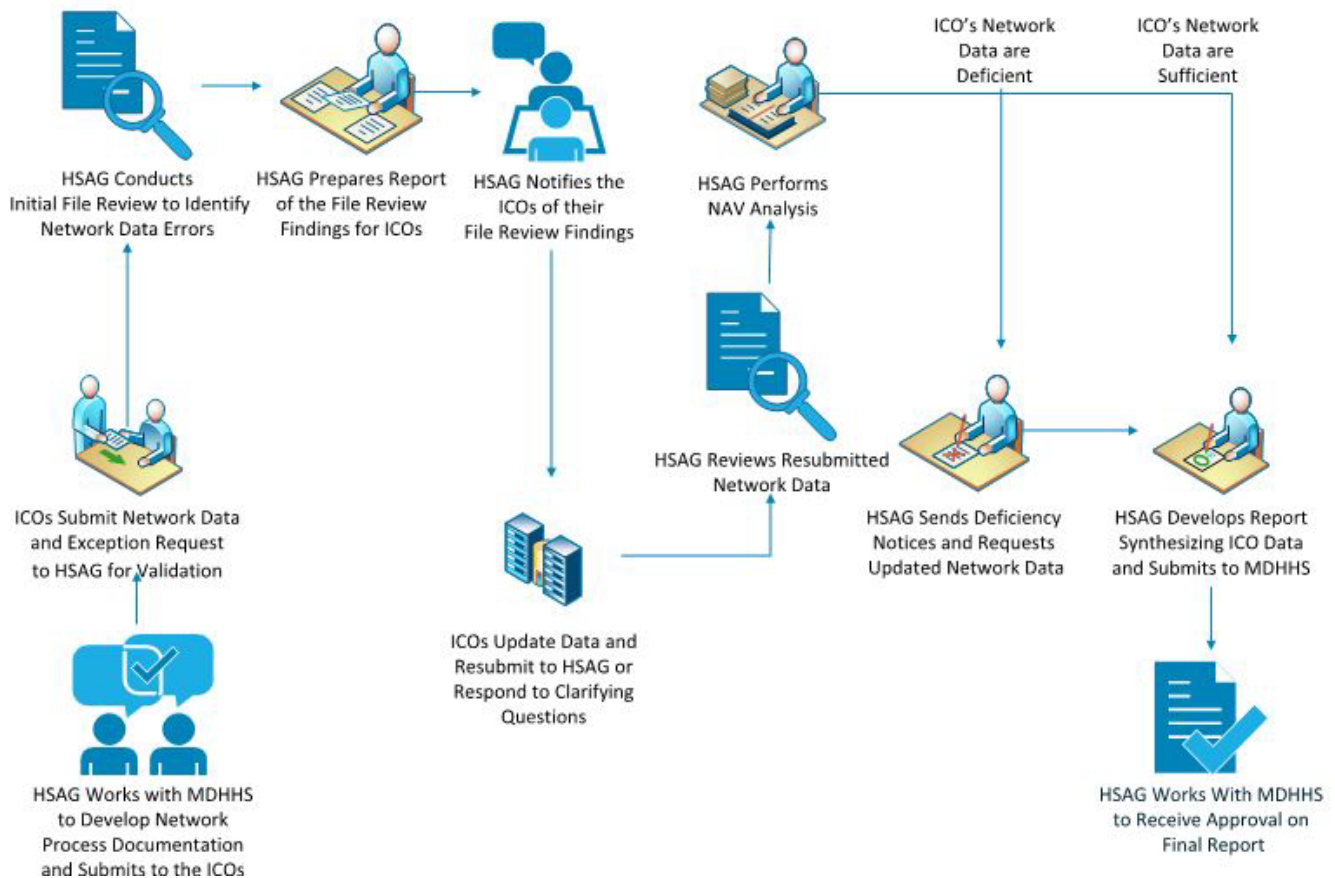 HSAG Conducts
Initial File Review to Identify
Network Data Errors
HSAG Prepares Report
of the File Review
Findings for ICOs
HSAG Notifies the
ICOs of their
File Review Findings
HSAG Performs
NAV Analysis
ICO's Network
Data are
Deficient
ICO's Network
Data are
Sufficient
ICOs Submit Network Data
and Exception Request
to HSAG for Validation
HSAG Reviews Resubmitted
Network Data
HSAG Sends Deficiency
Notices and Requests
Updated Network Data
HSAG Develops Report
Synthesizing ICO Data
and Submits to MDHHS
ICOs Update Data and
Resubmit to HSAG or
Respond to Clarifying
Questions
HSAG Works with MDHHS
to Develop Network
Process Documentation
and Submits to the ICOs
HSAG Works With MDHHS
to Receive Approval on
Final Report